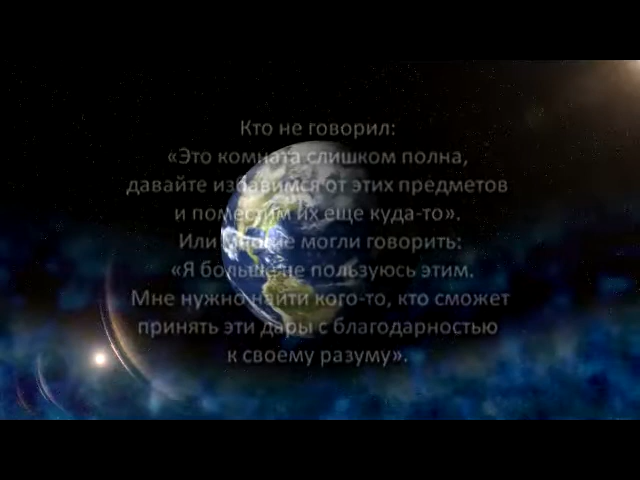 Кто не говорил:
«Это комната слишком полна,
давайте избавимся от этих предметов
и поместим их еще куда-то».
Или многие могли говорить:
«Я больше не пользуюсь этим.
Мне нужно найти кого-то, кто сможет
принять эти дары с благодарностью
к своему разуму».